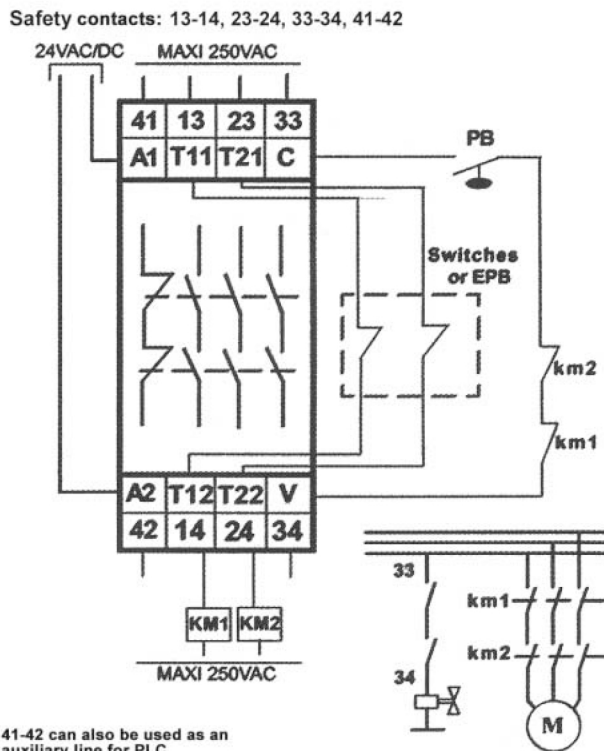 Safety contacts: 13-14, 23-24, 33-34, 41-42
24VAC/DC MAXI 250VAC
41 13 23 33
A1 T11 T21 C
PB
Switches
or EPB
km2
km1
A2 T12 T22 V
42 14 24 34
KM1 KM2
MAXI 250VAC
33
km1
km2
34
M
41-42 can also be used as an
auxiliary line for PLC